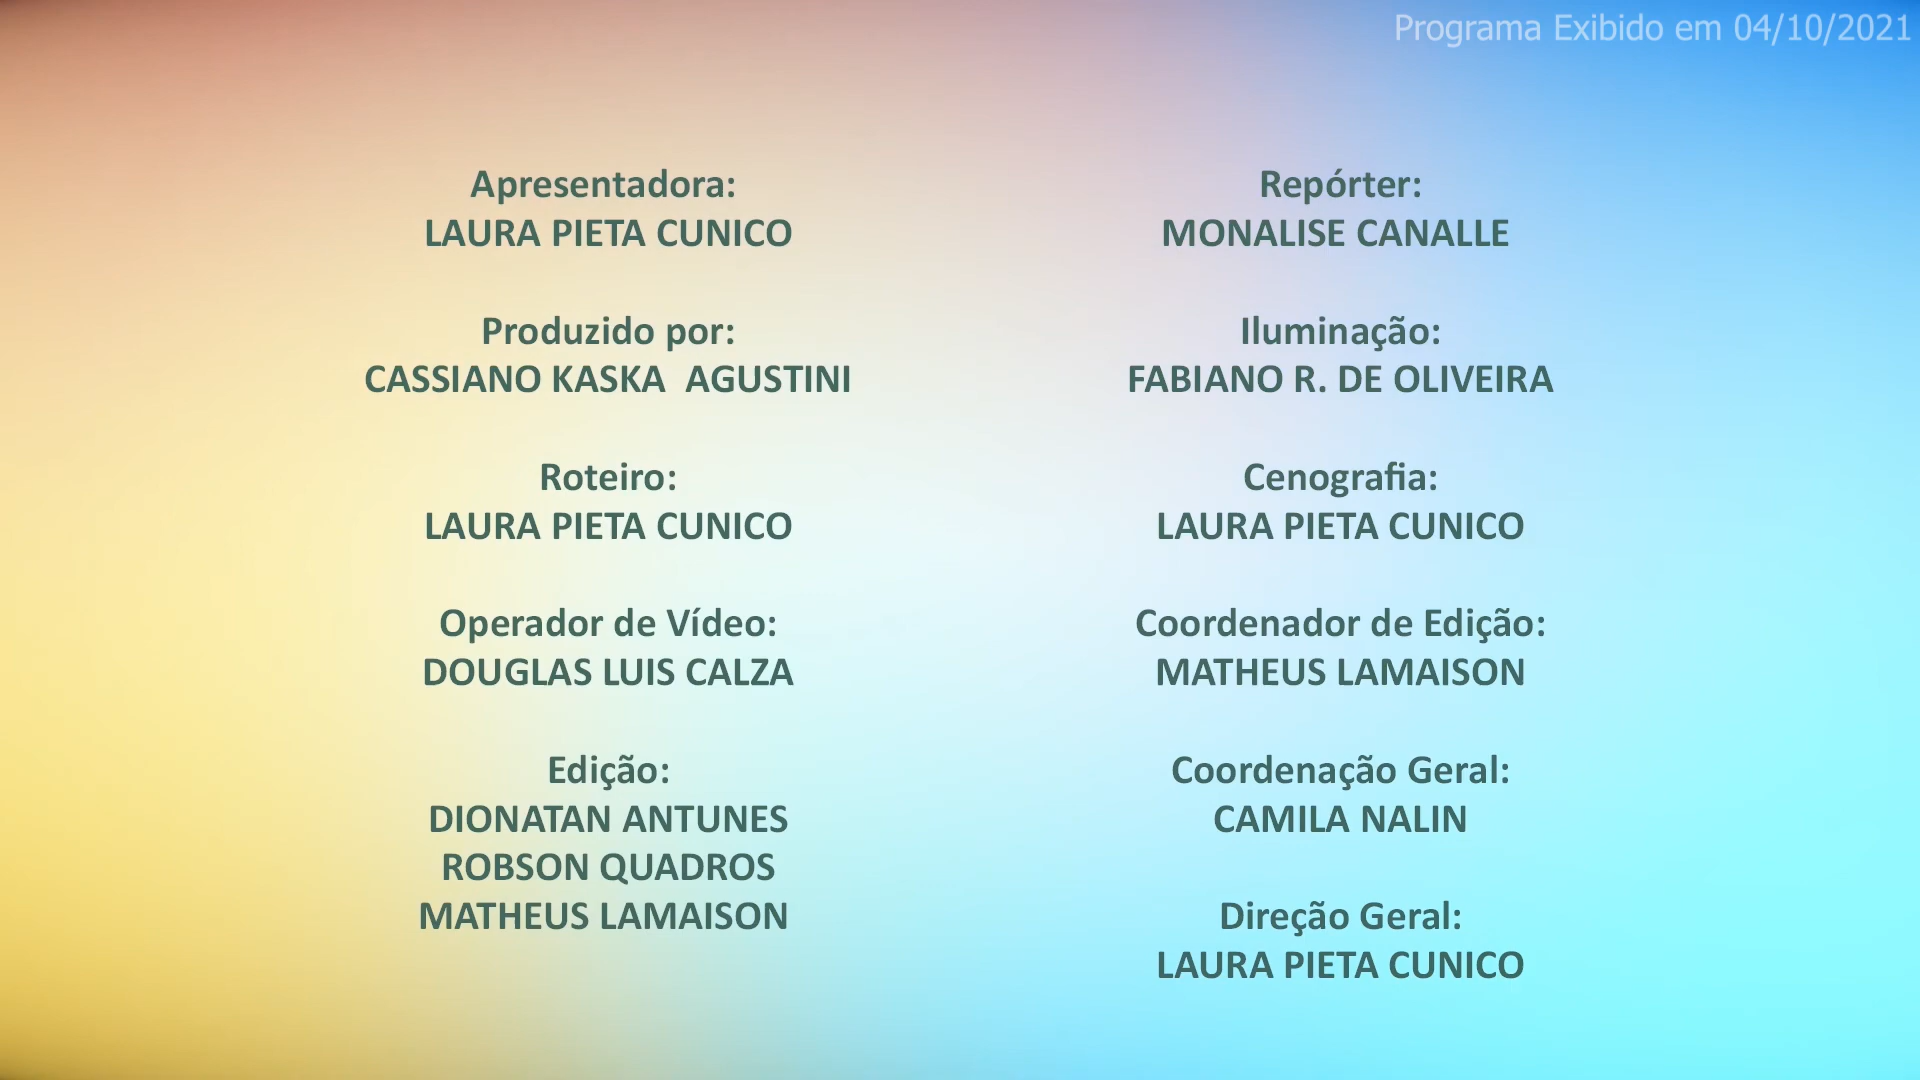 Programa Exibido em 04/10/2021
Apresentadora:
LAURA PIETA CUNICO
Produzido por:
CASSIANO KASKA  AGUSTINI
Roteiro:
LAURA PIETA CUNICO
Operador de Vídeo:
DOUGLAS LUIS CALZA
Edição:
DIONATAN ANTUNES
ROBSON QUADROS
MATHEUS LAMAISON
Repórter:
MONALISE CANALLE
Iluminação:
FABIANO R. DE OLIVEIRA
Cenografia:
LAURA PIETA CUNICO
Coordenador de Edição:
MATHEUS LAMAISON
Coordenação Geral:
CAMILA NALIN
Direção Geral:
LAURA PIETA CUNICO